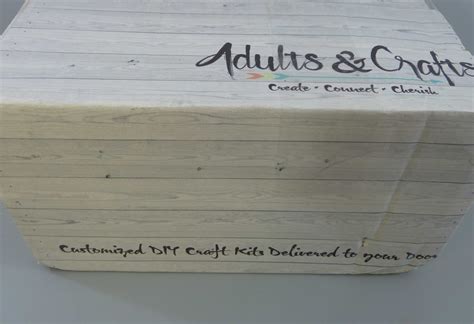 Adults & Crafts
Create • Connect • Cherish
Customized DIY Craft Kits Delivered to your Door